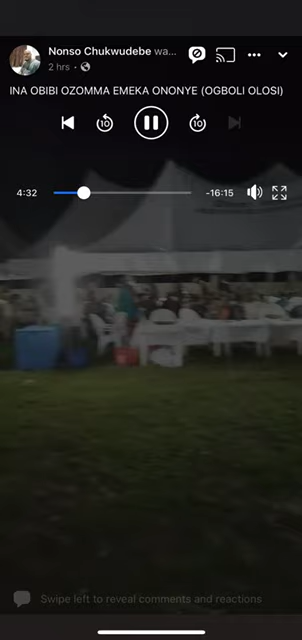 Nonso Chukwudebe wa...
2 hrs •
INA OBIBI OZOMMA EMEKA ONONYE (OGBOLI OLOSI)
10
10
4:32
-16:15
Swipe left to reveal comments and reactions